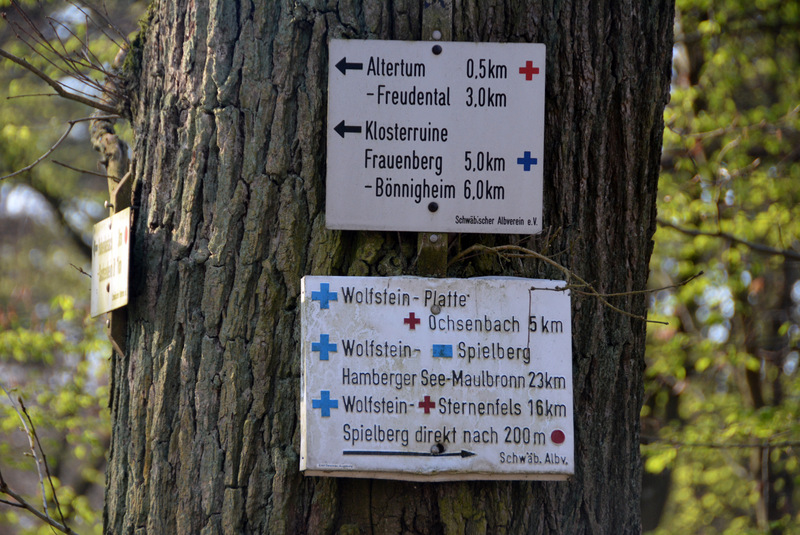 Altertum 0,5km
-Freudental 3,0km
Klosterruine
Frauenberg 5,0km
-Bönnigheim 6,0km
Schwäbischer Albverein e.V.
Wolfstein-Platte
Ochsenbach 5km
Wolfstein- Spielberg
Hamberger See-Maulbronn 23km
Wolfstein- Sternenfels 16km
Spielberg direkt nach 200m
Schwäb. Albv.